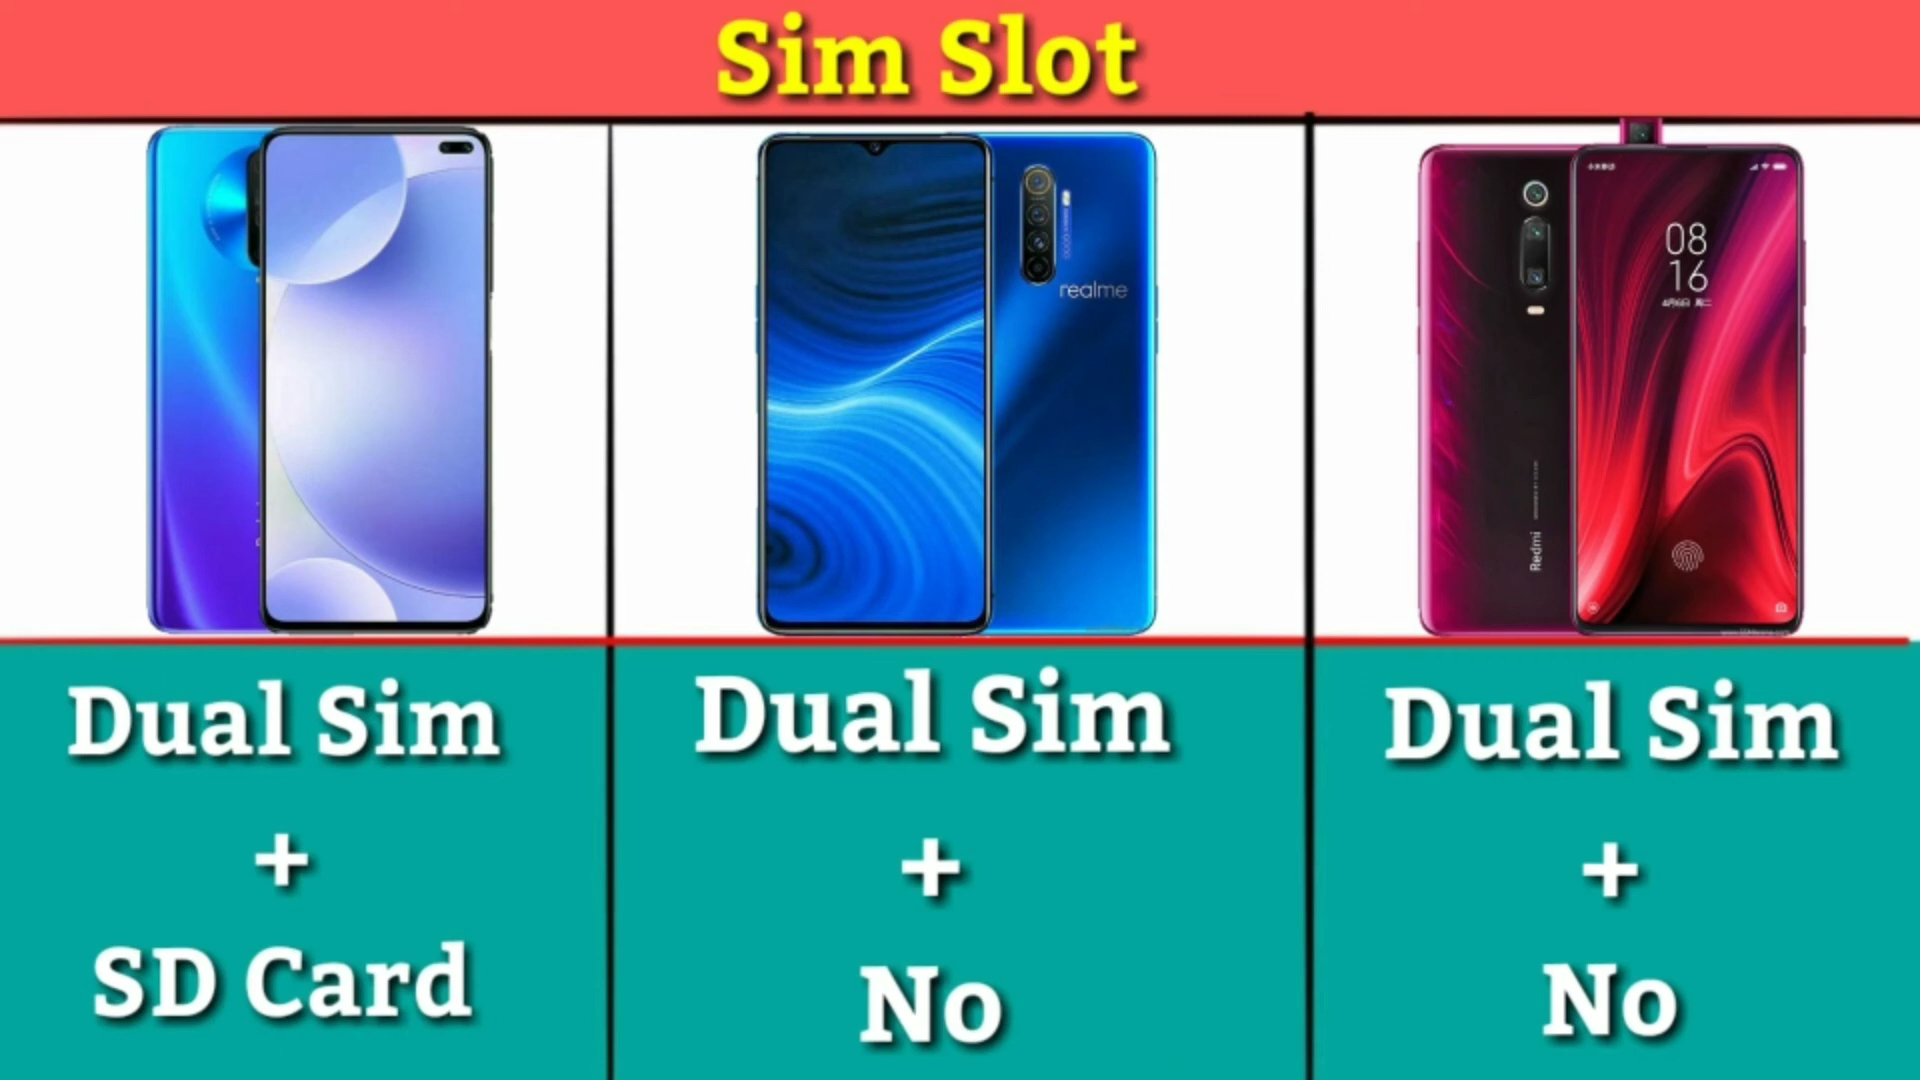 Sim Slot
realme
08
16
Redmi
Dual Sim
+
SD Card
Dual Sim
+
No
Dual Sim
+
No